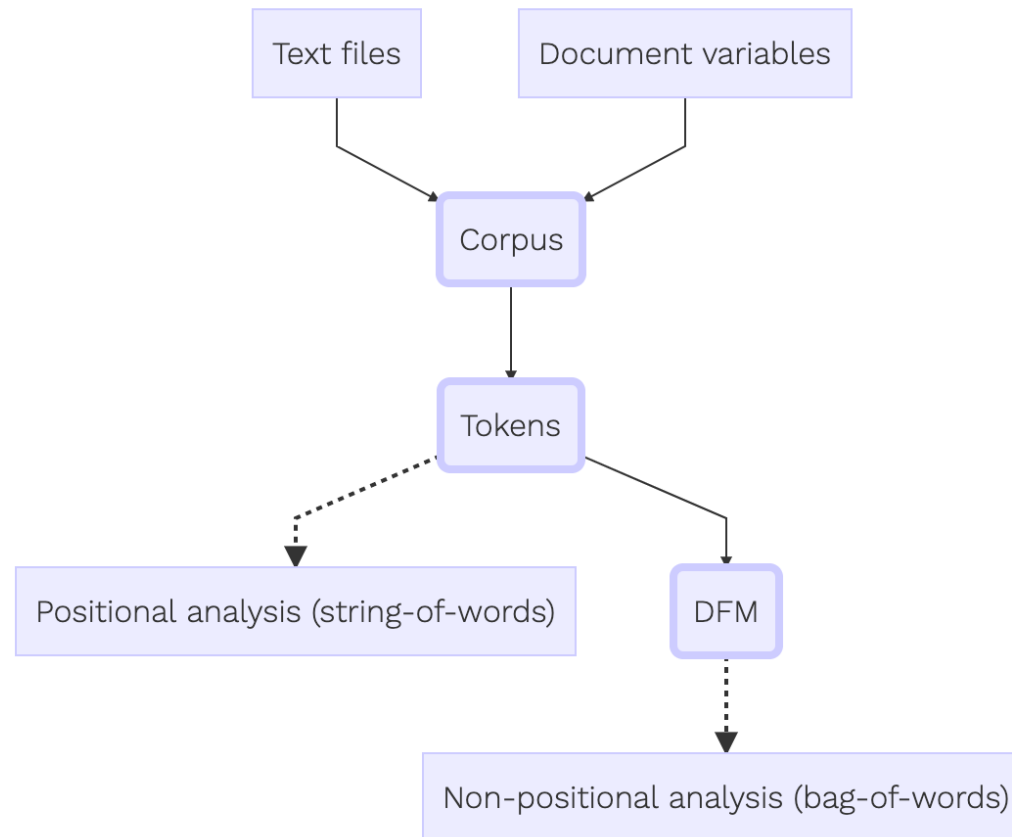 Text files
Document variables
Corpus
Tokens
Positional analysis (string-of-words)
DFM
Non-positional analysis (bag-of-words)